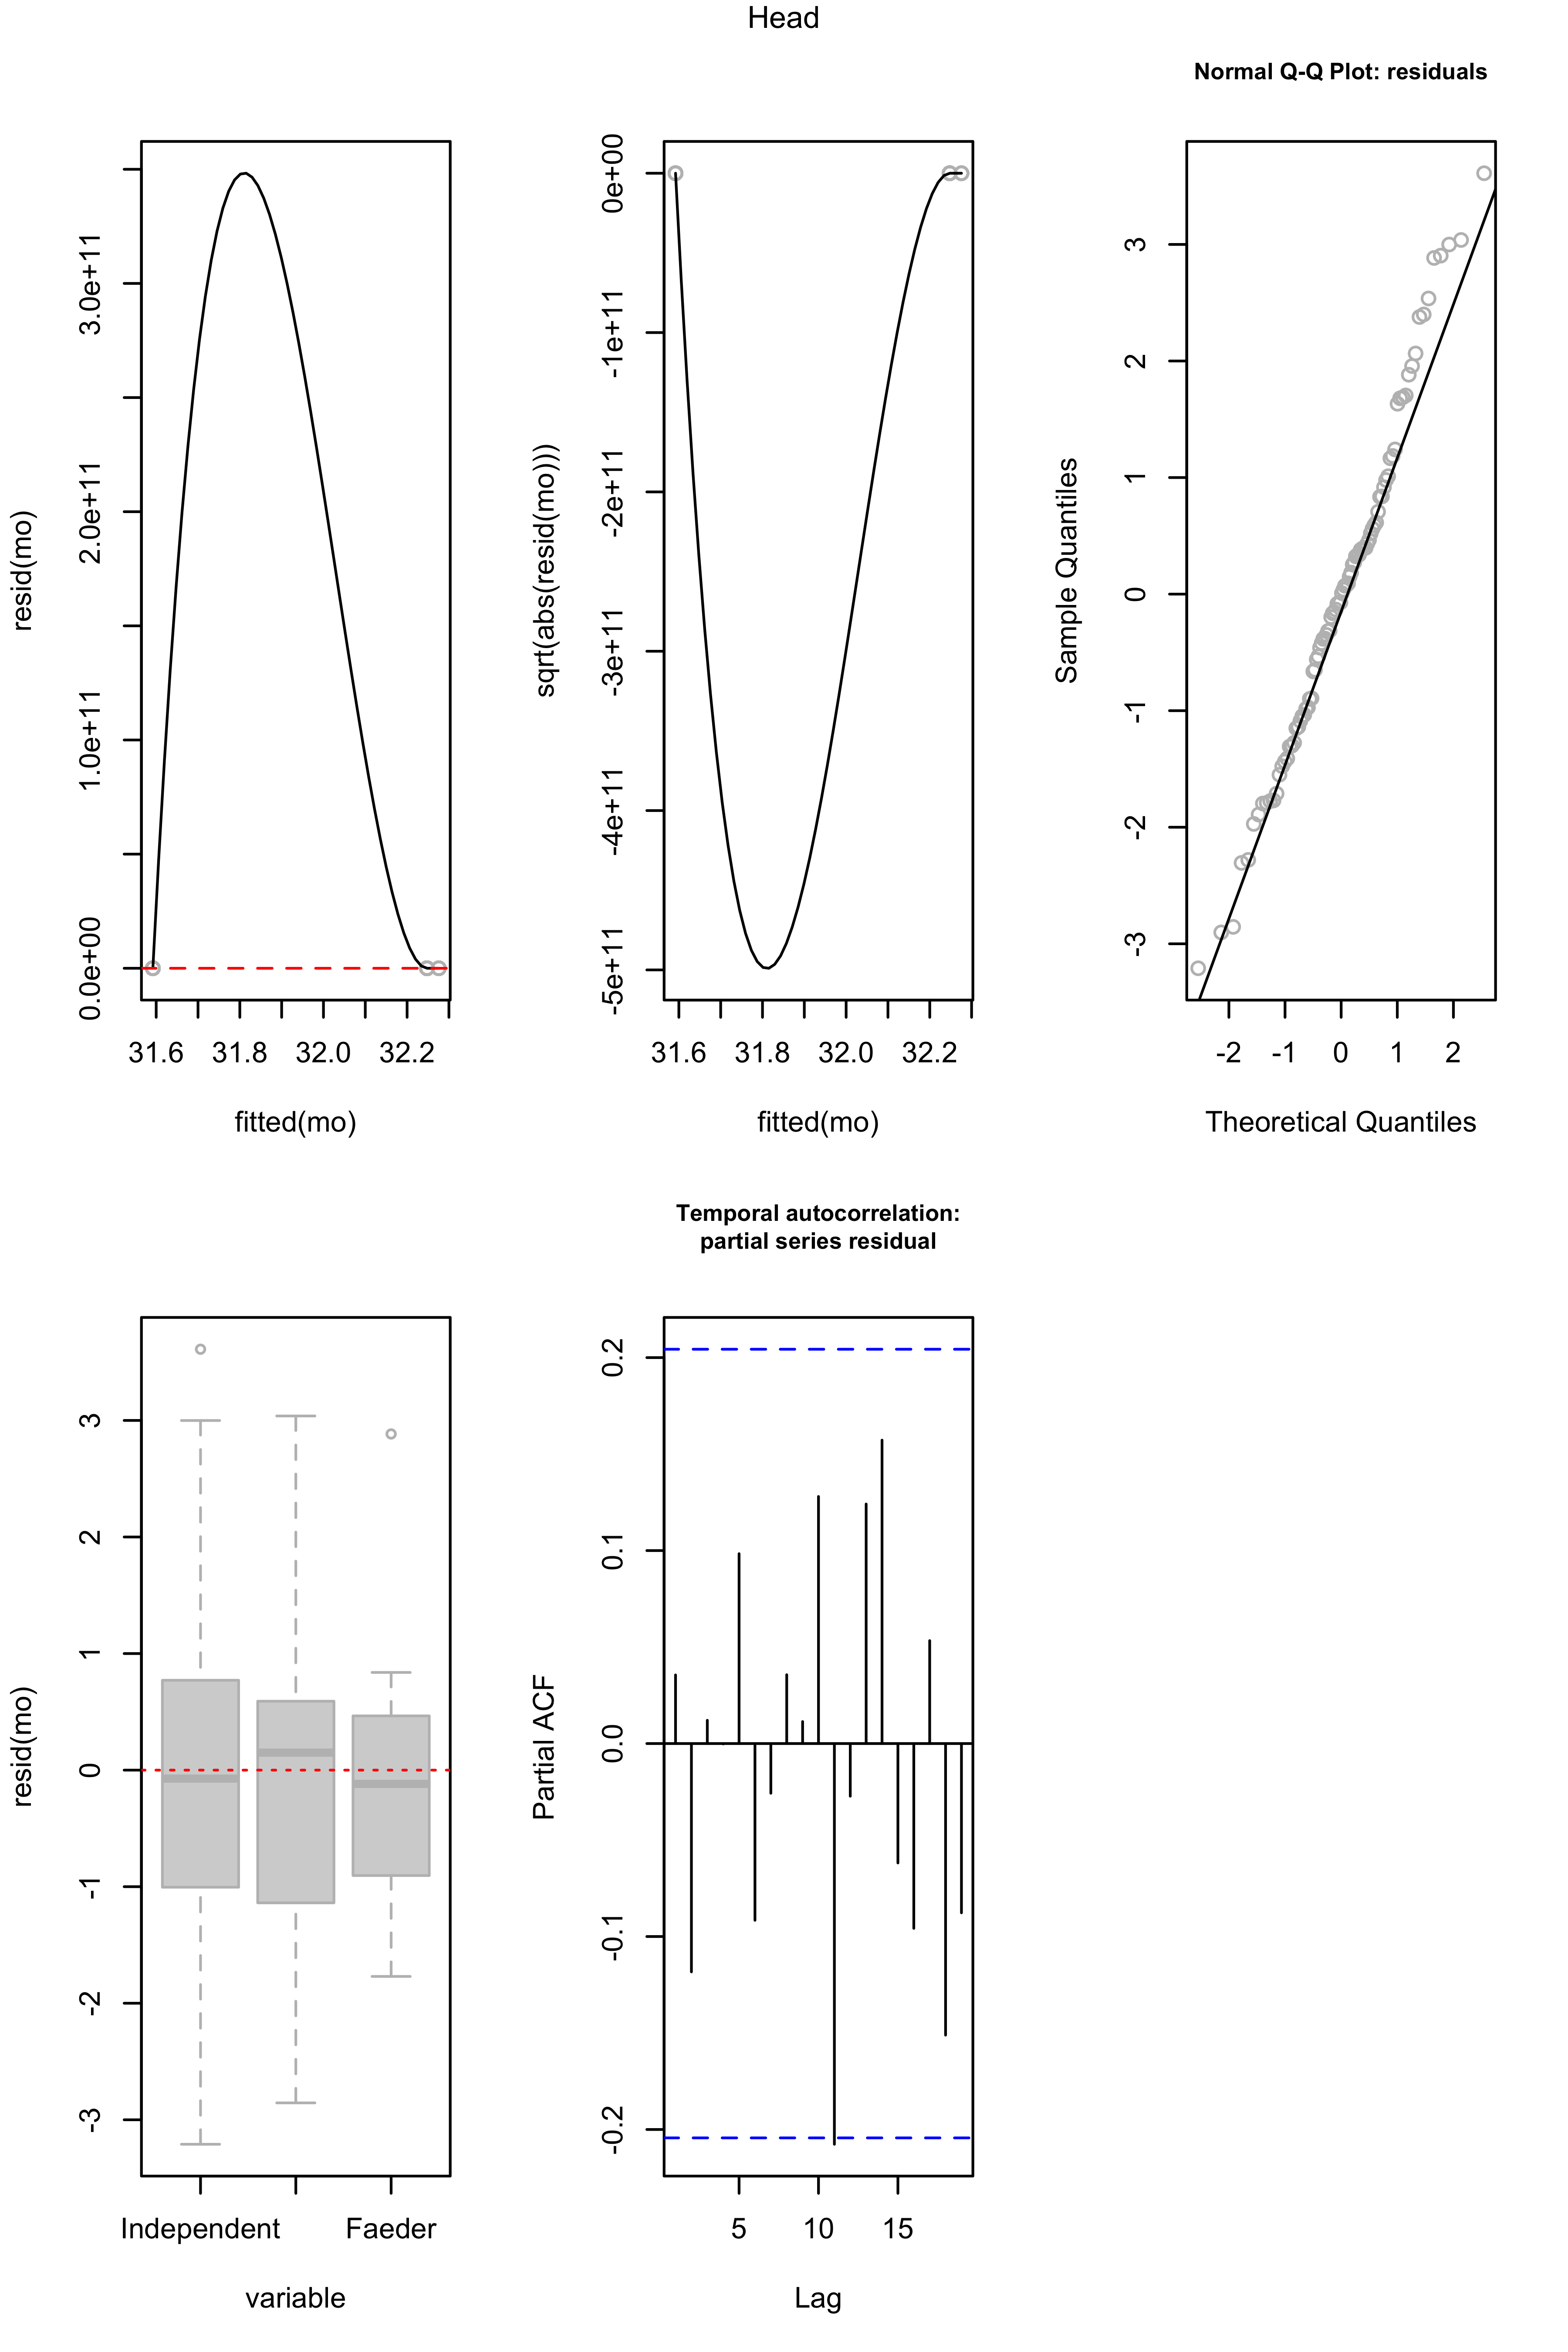 Head
resid(mo)
0.0e+00 1.0e+11 2.0e+11 3.0e+11
31.6 31.8 32.0 32.2
fitted(mo)
sqrt(abs(resid(mo)))
-5e+11 -4e+11 -3e+11 -2e+11 -1e+11 0e+00
31.6 31.8 32.0 32.2
fitted(mo)
Normal Q-Q Plot: residuals
Sample Quantiles
-3 -2 -1 0 1 2 3
-2 -1 0 1 2
Theoretical Quantiles
resid(mo)
-3 -2 -1 0 1 2 3
Independent Faeder
variable
Temporal autocorrelation:
partial series residual
Partial ACF
-0.2 -0.1 0.0 0.1 0.2
5 10 15
Lag